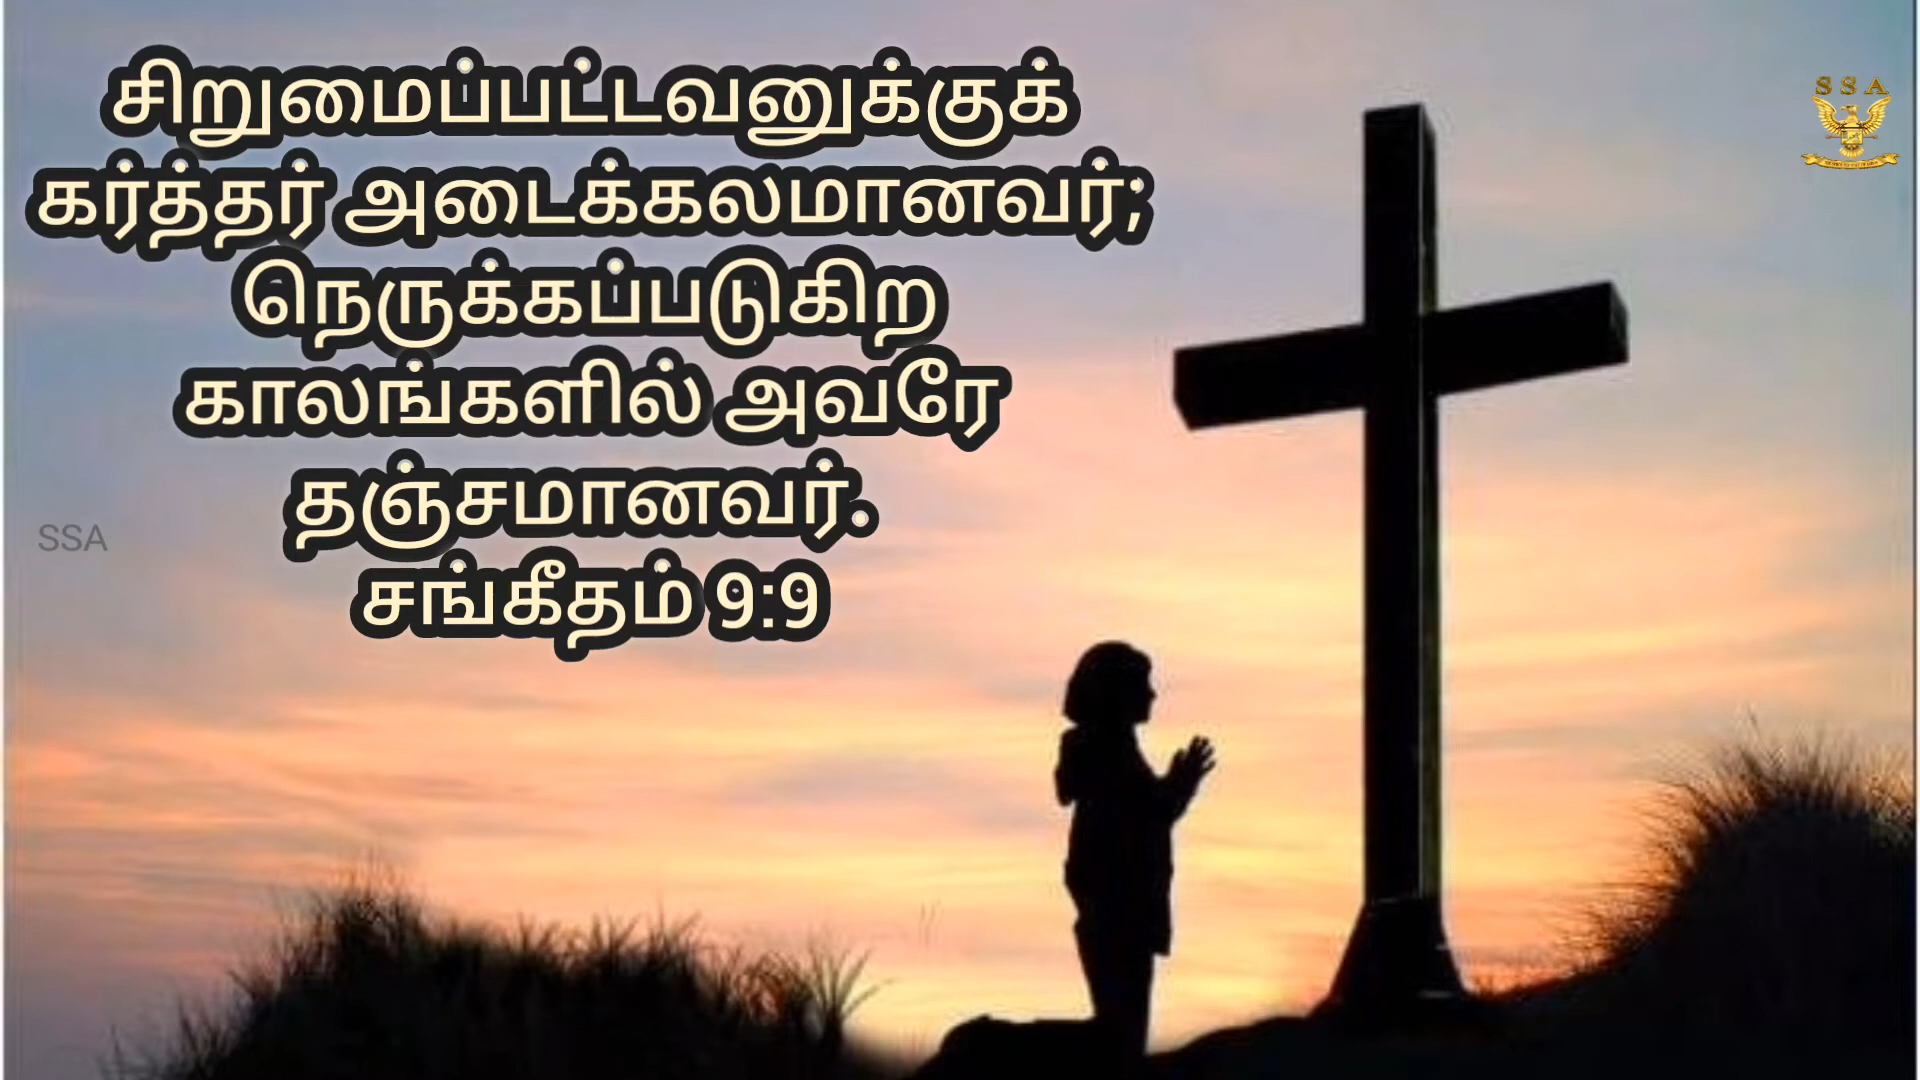 சிறுமைப்பட்டவனுக்குக்
கர்த்தர் அடைக்கலமானவர்;
நெருக்கப்படுகிற
காலங்களில் அவரே
தஞ்சமானவர்.
சங்கீதம் 9:9
SSA
SSA